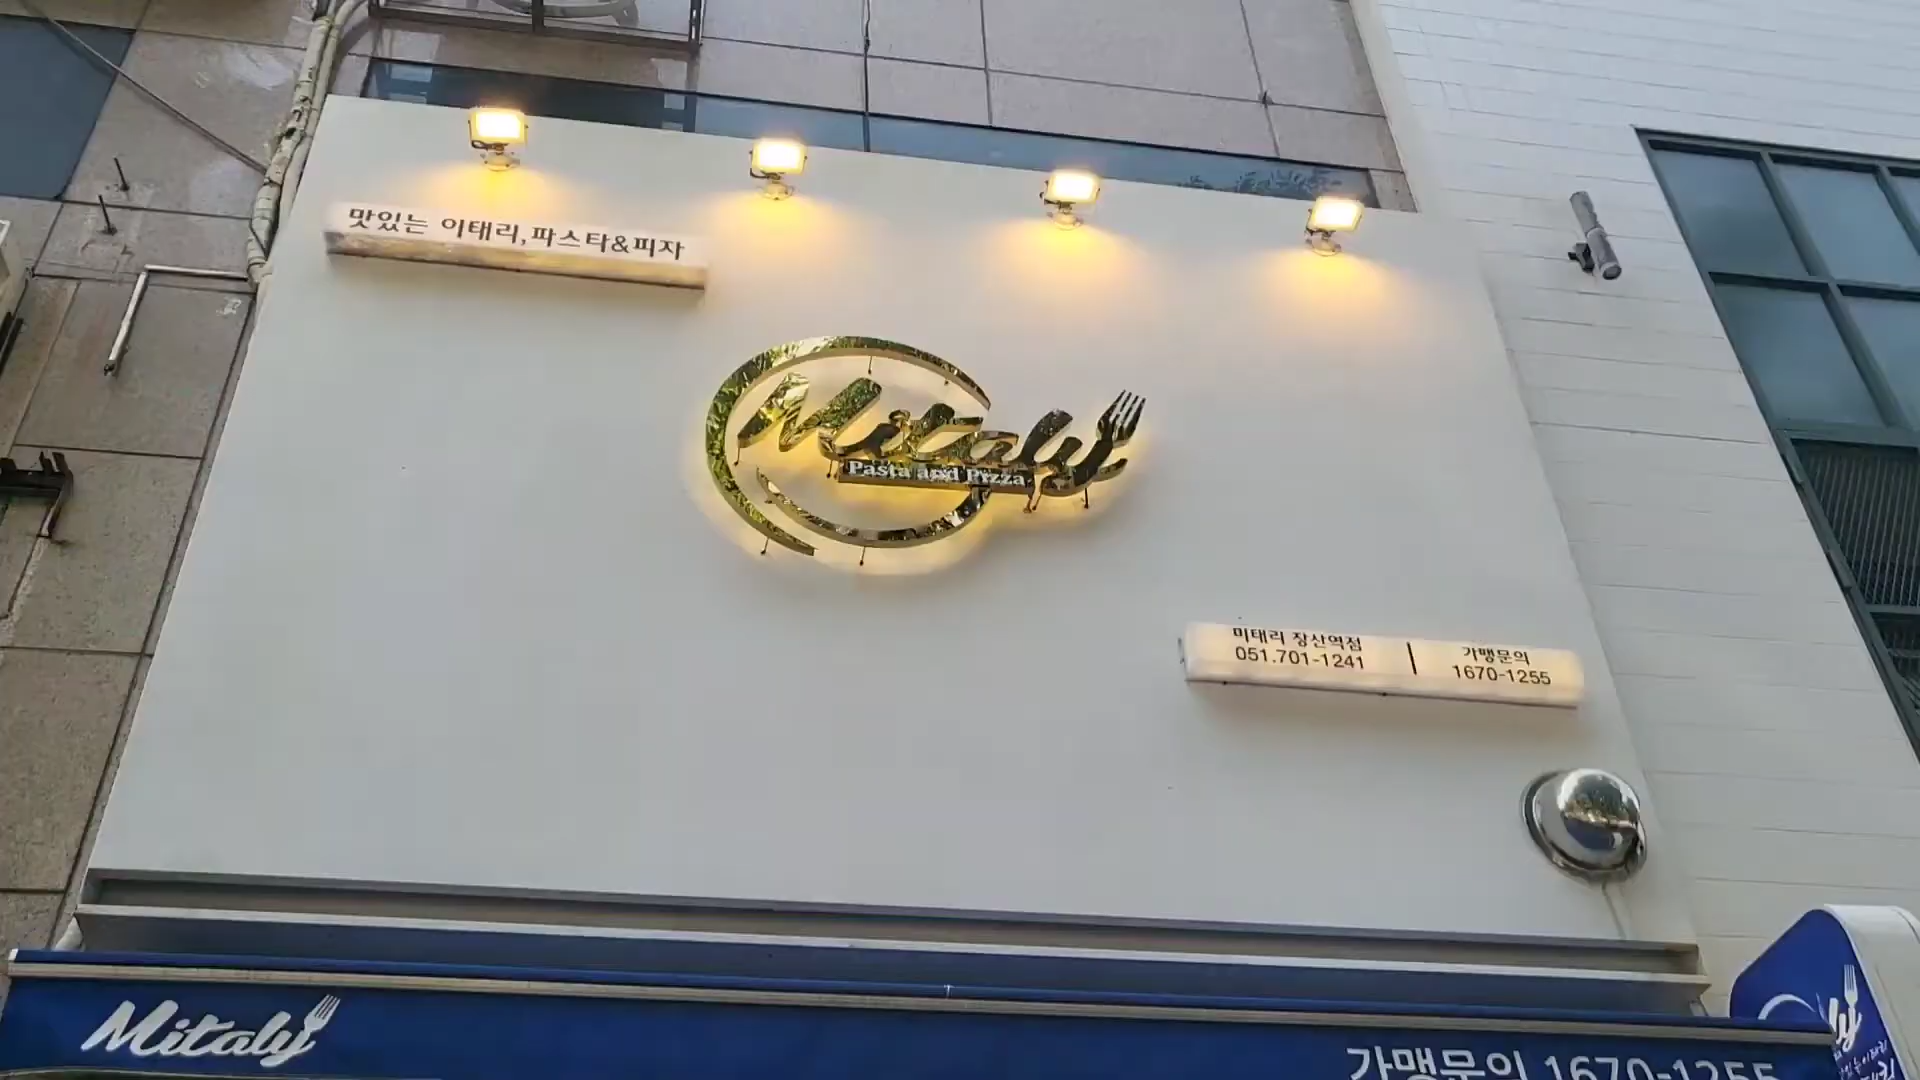 맛있는 이태리,파스타&피자
Mitaly
Pasta and Pizza
미태리 장산역점
051.701-1241
가맹문의
1670-1255
Mitaly
가맹문의 1670-1255